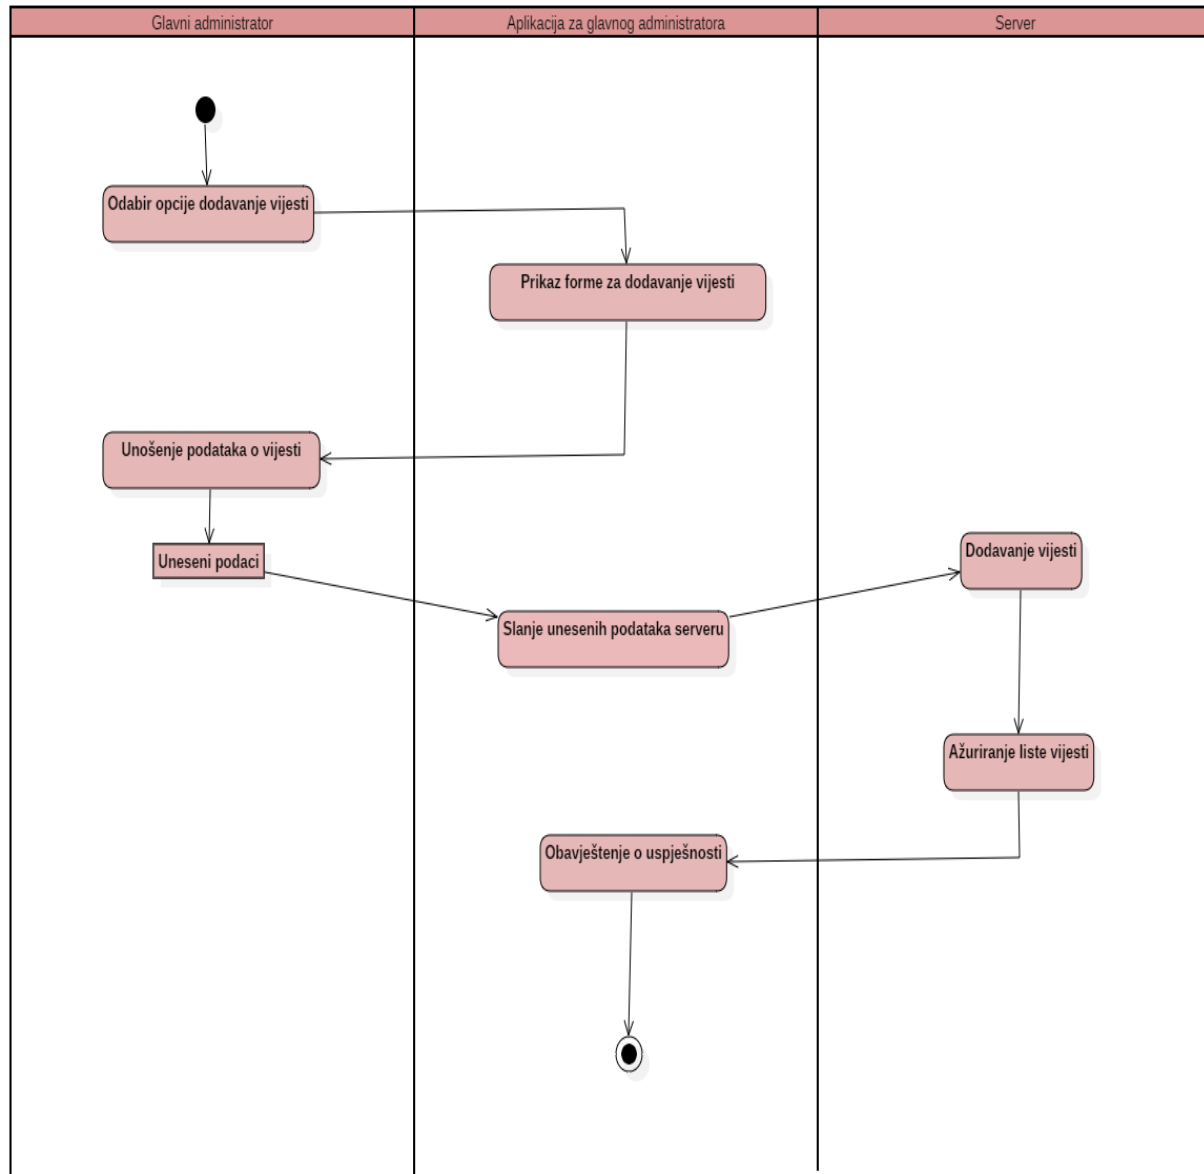 Glavni administrator
Aplikacija za glavnog administratora
Server
Odabir opcije dodavanje vijesti
Prikaz forme za dodavanje vijesti
Unošenje podataka o vijesti
Uneseni podaci
Slanje unesenih podataka serveru
Dodavanje vijesti
Ažuriranje liste vijesti
Obavještenje o uspješnosti